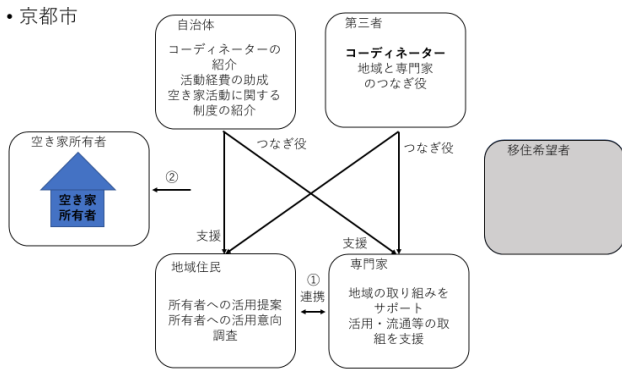 • 京都市
自治体
コーディネーターの
紹介
活動経費の助成
空き家活動に関する
制度の紹介
第三者
コーディネーター
地域と専門家
のつなぎ役
空き家所有者
空き家
所有者
②
つなぎ役
つなぎ役
移住希望者
支援
支援
地域住民
所有者への活用提案
所有者への活用意向
調査
①
連携
専門家
地域の取り組みを
サポート
活用・流通等の取
組を支援